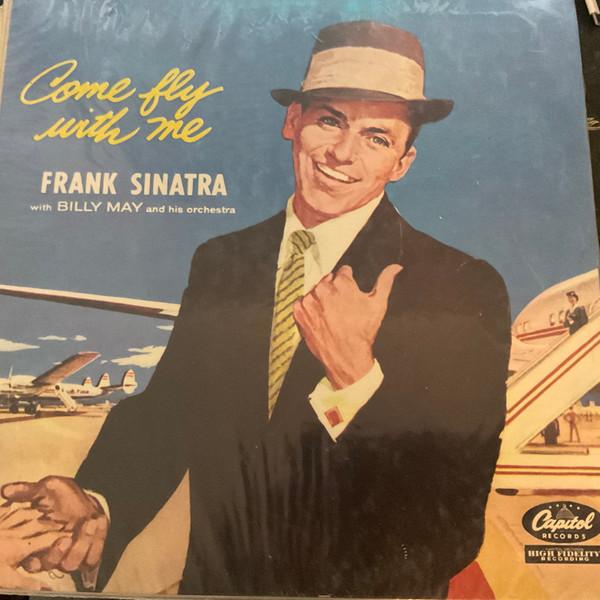 Come fly
with me
FRANK SINATRA
with BILLY MAY and his orchestra
Capitol
RECORDS
HIGH FIDELITY
RECORDING